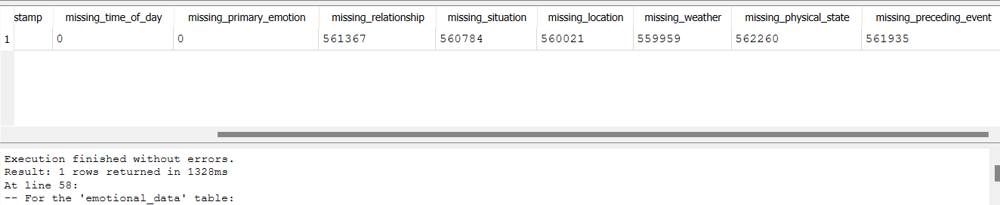 stamp missing_time_of_day missing_primary_emotion missing_relationship missing_situation missing_location missing_weather missing_physical_state missing_preceding_event
1 0 0 561367 560784 560021 559959 562260 561935
Execution finished without errors.
Result: 1 rows returned in 1328ms
At line 58:
-- For the 'emotional_data' table: